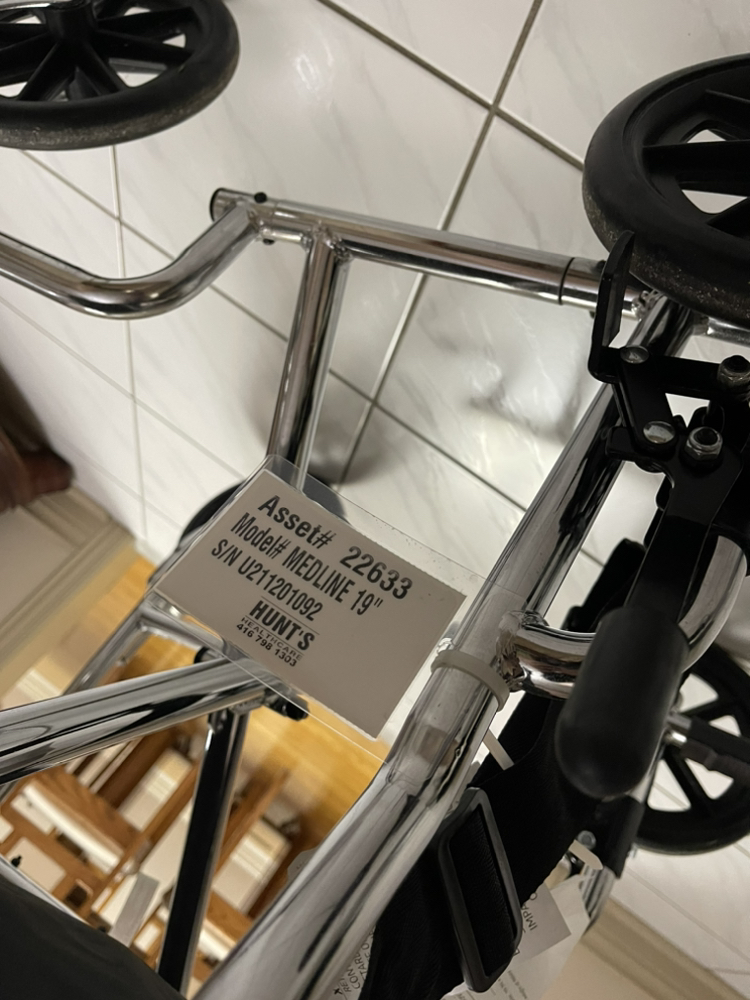 Asset# 22633
Model# MEDLINE 19"
S/N U211201092
HUNT'S
HEALTHCARE
416 798 1303